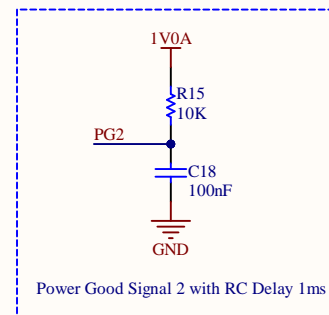 1V0A
R15
10K
PG2
C18
100nF
GND
Power Good Signal 2 with RC Delay 1ms